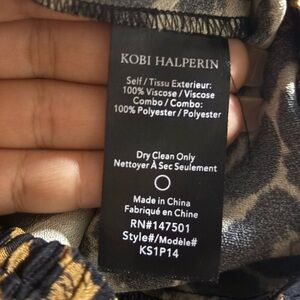 KOBI HALPERIN
Self / Tissu Exterieur:
100% Viscose / Viscose
Combo / Combo:
100% Polyester / Polyester
Dry Clean Only
Nettoyer À Sec Seulement
Made in China
Fabriqué en Chine
RN#147501
Style#/Modèle#
KS1P14